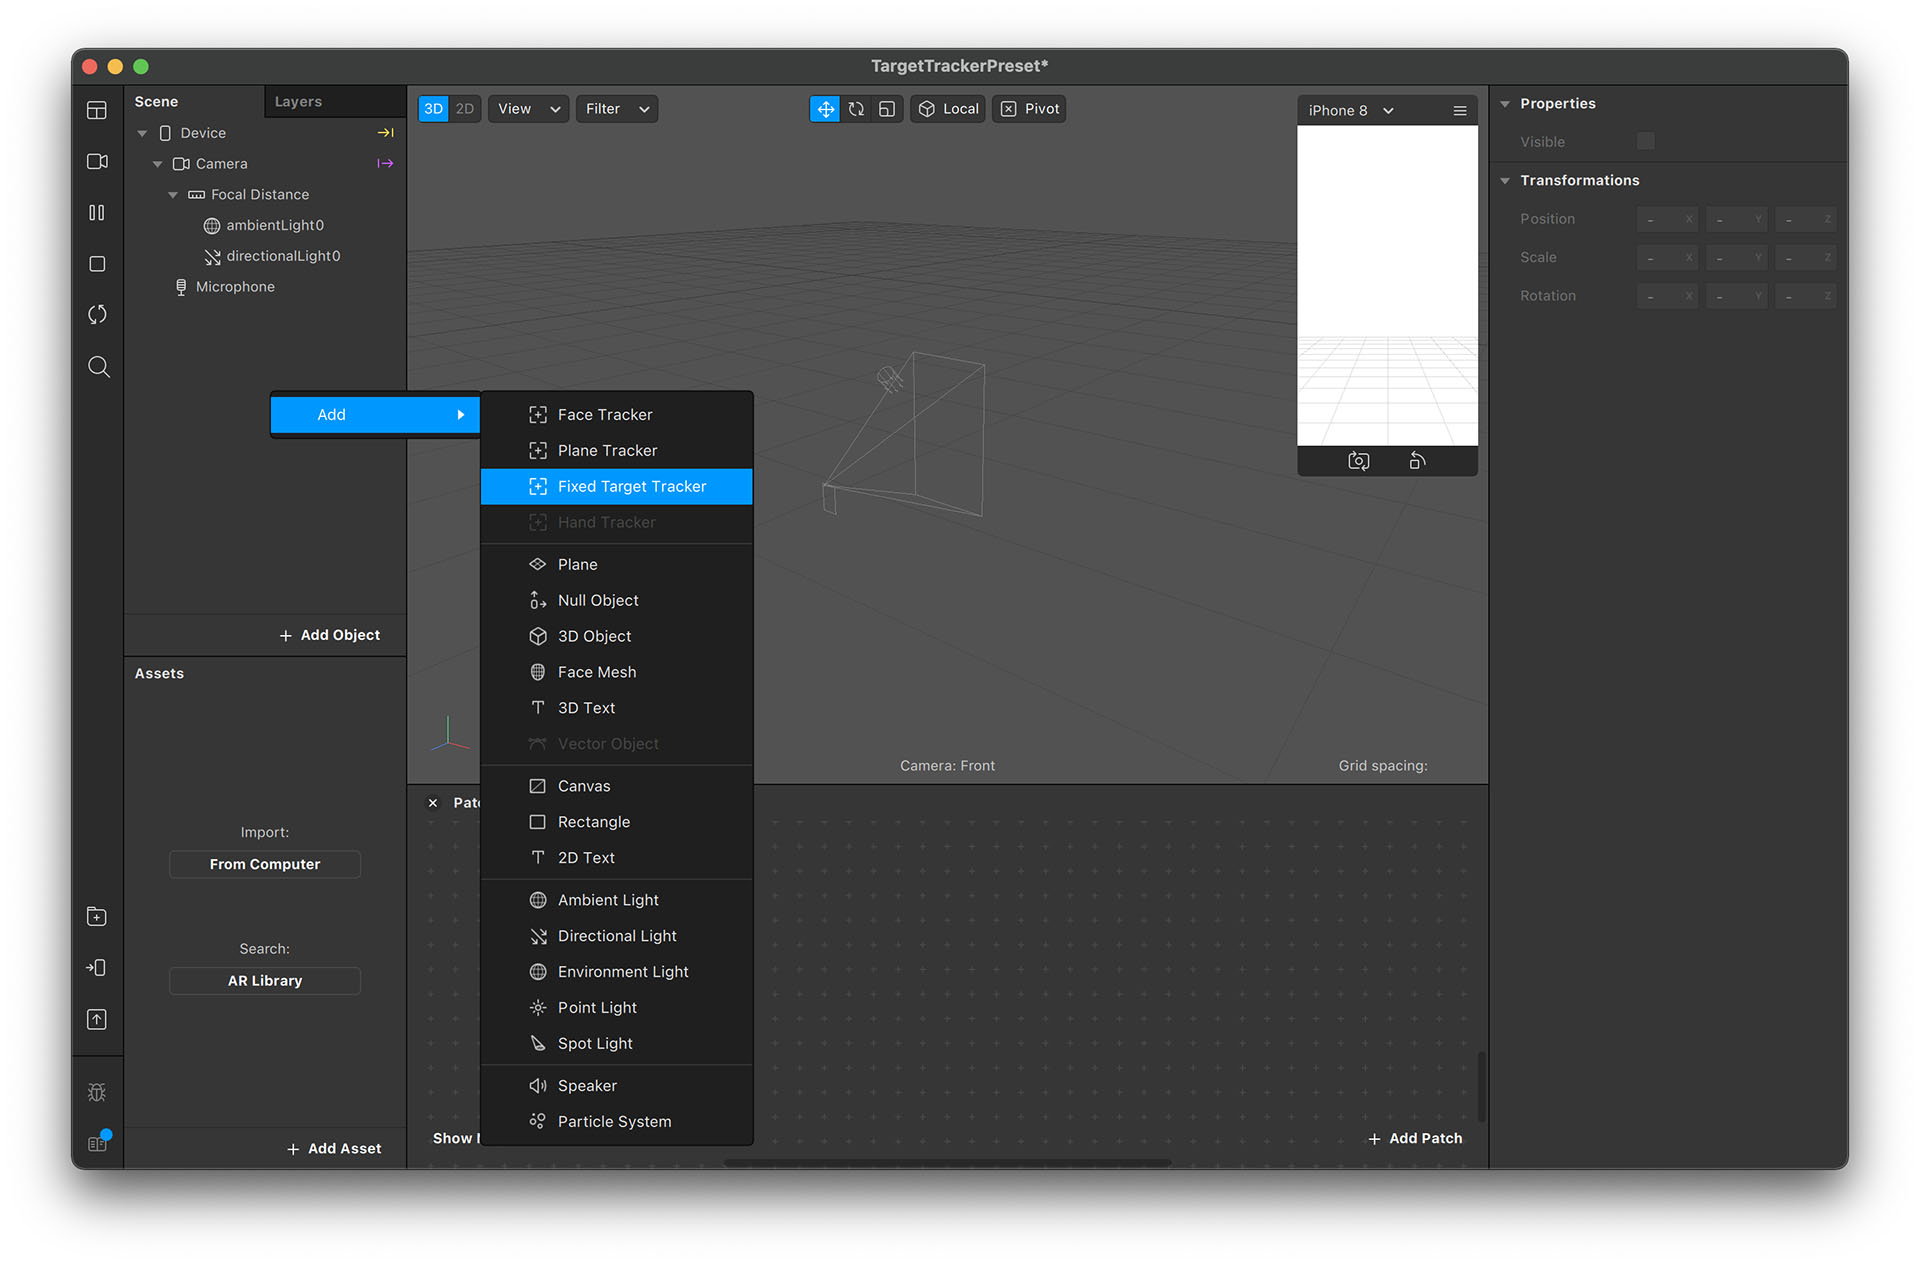 TargetTrackerPreset*
Scene
Layers
Device
Camera
Focal Distance
ambientLight0
directionalLight0
Microphone
+ Add Object
Assets
Import:
From Computer
Search:
AR Library
+ Add Asset
3D 2D View Filter
Local Pivot
iPhone 8
Add
Face Tracker
Plane Tracker
Fixed Target Tracker
Hand Tracker
Plane
Null Object
3D Object
Face Mesh
3D Text
Vector Object
Canvas
Rectangle
2D Text
Ambient Light
Directional Light
Environment Light
Point Light
Spot Light
Speaker
Particle System
Camera: Front
Grid spacing:
Show
+ Add Patch
Properties
Visible
Transformations
Position - X - Y - Z
Scale - X - Y - Z
Rotation - X - Y - Z